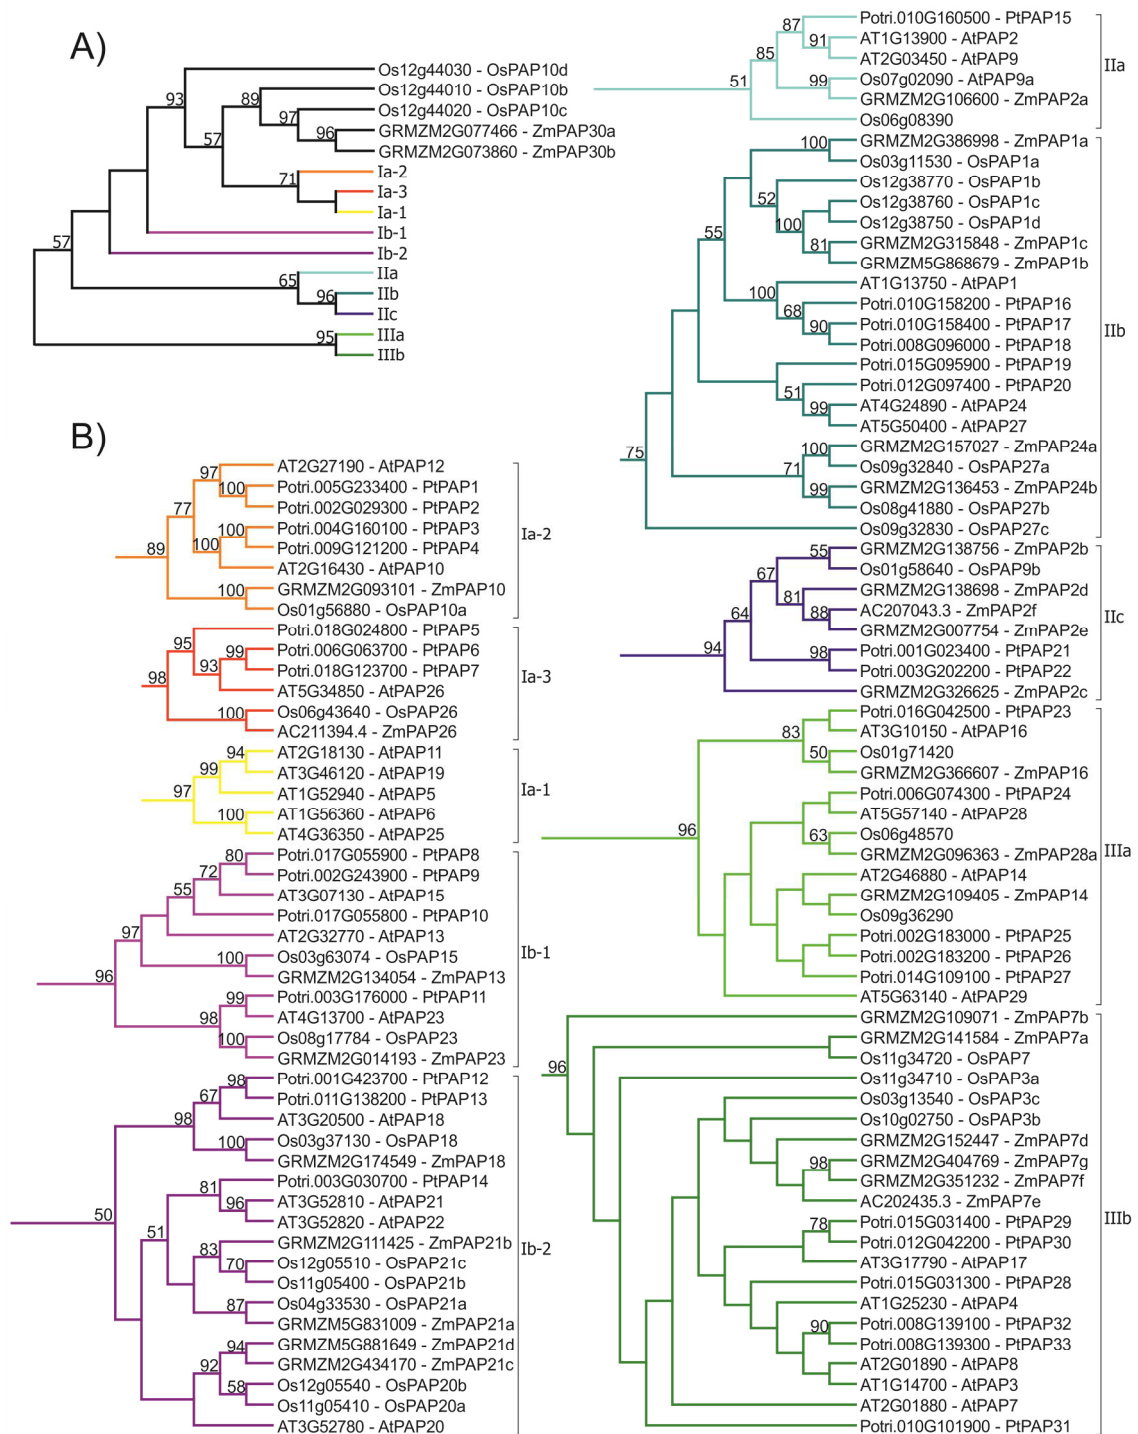 A)
93
57
89
97
96
71
57
65
96
95
Os12g44030 - OsPAP10d
Os12g44010 - OsPAP10b
Os12g44020 - OsPAP10c
GRMZM2G077466 - ZmPAP30a
GRMZM2G073860 - ZmPAP30b
Ia-2
Ia-3
Ia-1
Ib-1
Ib-2
IIa
IIb
IIc
IIIa
IIIb
B)
89
77
97
100
100
100
100
AT2G27190 - AtPAP12
Potri.005G233400 - PtPAP1
Potri.002G029300 - PtPAP2
Potri.004G160100 - PtPAP3
Potri.009G121200 - PtPAP4
AT2G16430 - AtPAP10
GRMZM2G093101 - ZmPAP10
Os01g56880 - OsPAP10a
Ia-2
98
95
93
99
100
Potri.018G024800 - PtPAP5
Potri.006G063700 - PtPAP6
Potri.018G123700 - PtPAP7
AT5G34850 - AtPAP26
Os06g43640 - OsPAP26
AC211394.4 - ZmPAP26
Ia-3
97
99
94
100
AT2G18130 - AtPAP11
AT3G46120 - AtPAP19
AT1G52940 - AtPAP5
AT1G56360 - AtPAP6
AT4G36350 - AtPAP25
Ia-1
96
97
55
72
80
100
98
99
100
Potri.017G055900 - PtPAP8
Potri.002G243900 - PtPAP9
AT3G07130 - AtPAP15
Potri.017G055800 - PtPAP10
AT2G32770 - AtPAP13
Os03g63074 - OsPAP15
GRMZM2G134054 - ZmPAP13
Potri.003G176000 - PtPAP11
AT4G13700 - AtPAP23
Os08g17784 - OsPAP23
GRMZM2G014193 - ZmPAP23
Ib-1
50
98
67
98
100
51
81
96
83
70
87
92
94
58
Potri.001G423700 - PtPAP12
Potri.011G138200 - PtPAP13
AT3G20500 - AtPAP18
Os03g37130 - OsPAP18
GRMZM2G174549 - ZmPAP18
Potri.003G030700 - PtPAP14
AT3G52810 - AtPAP21
AT3G52820 - AtPAP22
GRMZM2G111425 - ZmPAP21b
Os12g05510 - OsPAP21c
Os11g05400 - OsPAP21b
Os04g33530 - OsPAP21a
GRMZM5G831009 - ZmPAP21a
GRMZM5G881649 - ZmPAP21d
GRMZM2G434170 - ZmPAP21c
Os12g05540 - OsPAP20b
Os11g05410 - OsPAP20a
AT3G52780 - AtPAP20
Ib-2
51
85
87
91
99
Potri.010G160500 - PtPAP15
AT1G13900 - AtPAP2
AT2G03450 - AtPAP9
Os07g02090 - AtPAP9a
GRMZM2G106600 - ZmPAP2a
Os06g08390
IIa
75
55
100
52
100
81
100
68
90
51
99
71
100
99
GRMZM2G386998 - ZmPAP1a
Os03g11530 - OsPAP1a
Os12g38770 - OsPAP1b
Os12g38760 - OsPAP1c
Os12g38750 - OsPAP1d
GRMZM2G315848 - ZmPAP1c
GRMZM5G868679 - ZmPAP1b
AT1G13750 - AtPAP1
Potri.010G158200 - PtPAP16
Potri.010G158400 - PtPAP17
Potri.008G096000 - PtPAP18
Potri.015G095900 - PtPAP19
Potri.012G097400 - PtPAP20
AT4G24890 - AtPAP24
AT5G50400 - AtPAP27
GRMZM2G157027 - ZmPAP24a
Os09g32840 - OsPAP27a
GRMZM2G136453 - ZmPAP24b
Os08g41880 - OsPAP27b
Os09g32830 - OsPAP27c
IIb
94
64
67
55
81
88
98
GRMZM2G138756 - ZmPAP2b
Os01g58640 - OsPAP9b
GRMZM2G138698 - ZmPAP2d
AC207043.3 - ZmPAP2f
GRMZM2G007754 - ZmPAP2e
Potri.001G023400 - PtPAP21
Potri.003G202200 - PtPAP22
GRMZM2G326625 - ZmPAP2c
IIc
96
83
50
63
Potri.016G042500 - PtPAP23
AT3G10150 - AtPAP16
Os01g71420
GRMZM2G366607 - ZmPAP16
Potri.006G074300 - PtPAP24
AT5G57140 - AtPAP28
Os06g48570
GRMZM2G096363 - ZmPAP28a
AT2G46880 - AtPAP14
GRMZM2G109405 - ZmPAP14
Os09g36290
Potri.002G183000 - PtPAP25
Potri.002G183200 - PtPAP26
Potri.014G109100 - PtPAP27
AT5G63140 - AtPAP29
IIIa
96
98
78
90
GRMZM2G109071 - ZmPAP7b
GRMZM2G141584 - ZmPAP7a
Os11g34720 - OsPAP7
Os11g34710 - OsPAP3a
Os03g13540 - OsPAP3c
Os10g02750 - OsPAP3b
GRMZM2G152447 - ZmPAP7d
GRMZM2G404769 - ZmPAP7g
GRMZM2G351232 - ZmPAP7f
AC202435.3 - ZmPAP7e
Potri.015G031400 - PtPAP29
Potri.012G042200 - PtPAP30
AT3G17790 - AtPAP17
Potri.015G031300 - PtPAP28
AT1G25230 - AtPAP4
Potri.008G139100 - PtPAP32
Potri.008G139300 - PtPAP33
AT2G01890 - AtPAP8
AT1G14700 - AtPAP3
AT2G01880 - AtPAP7
Potri.010G101900 - PtPAP31
IIIb